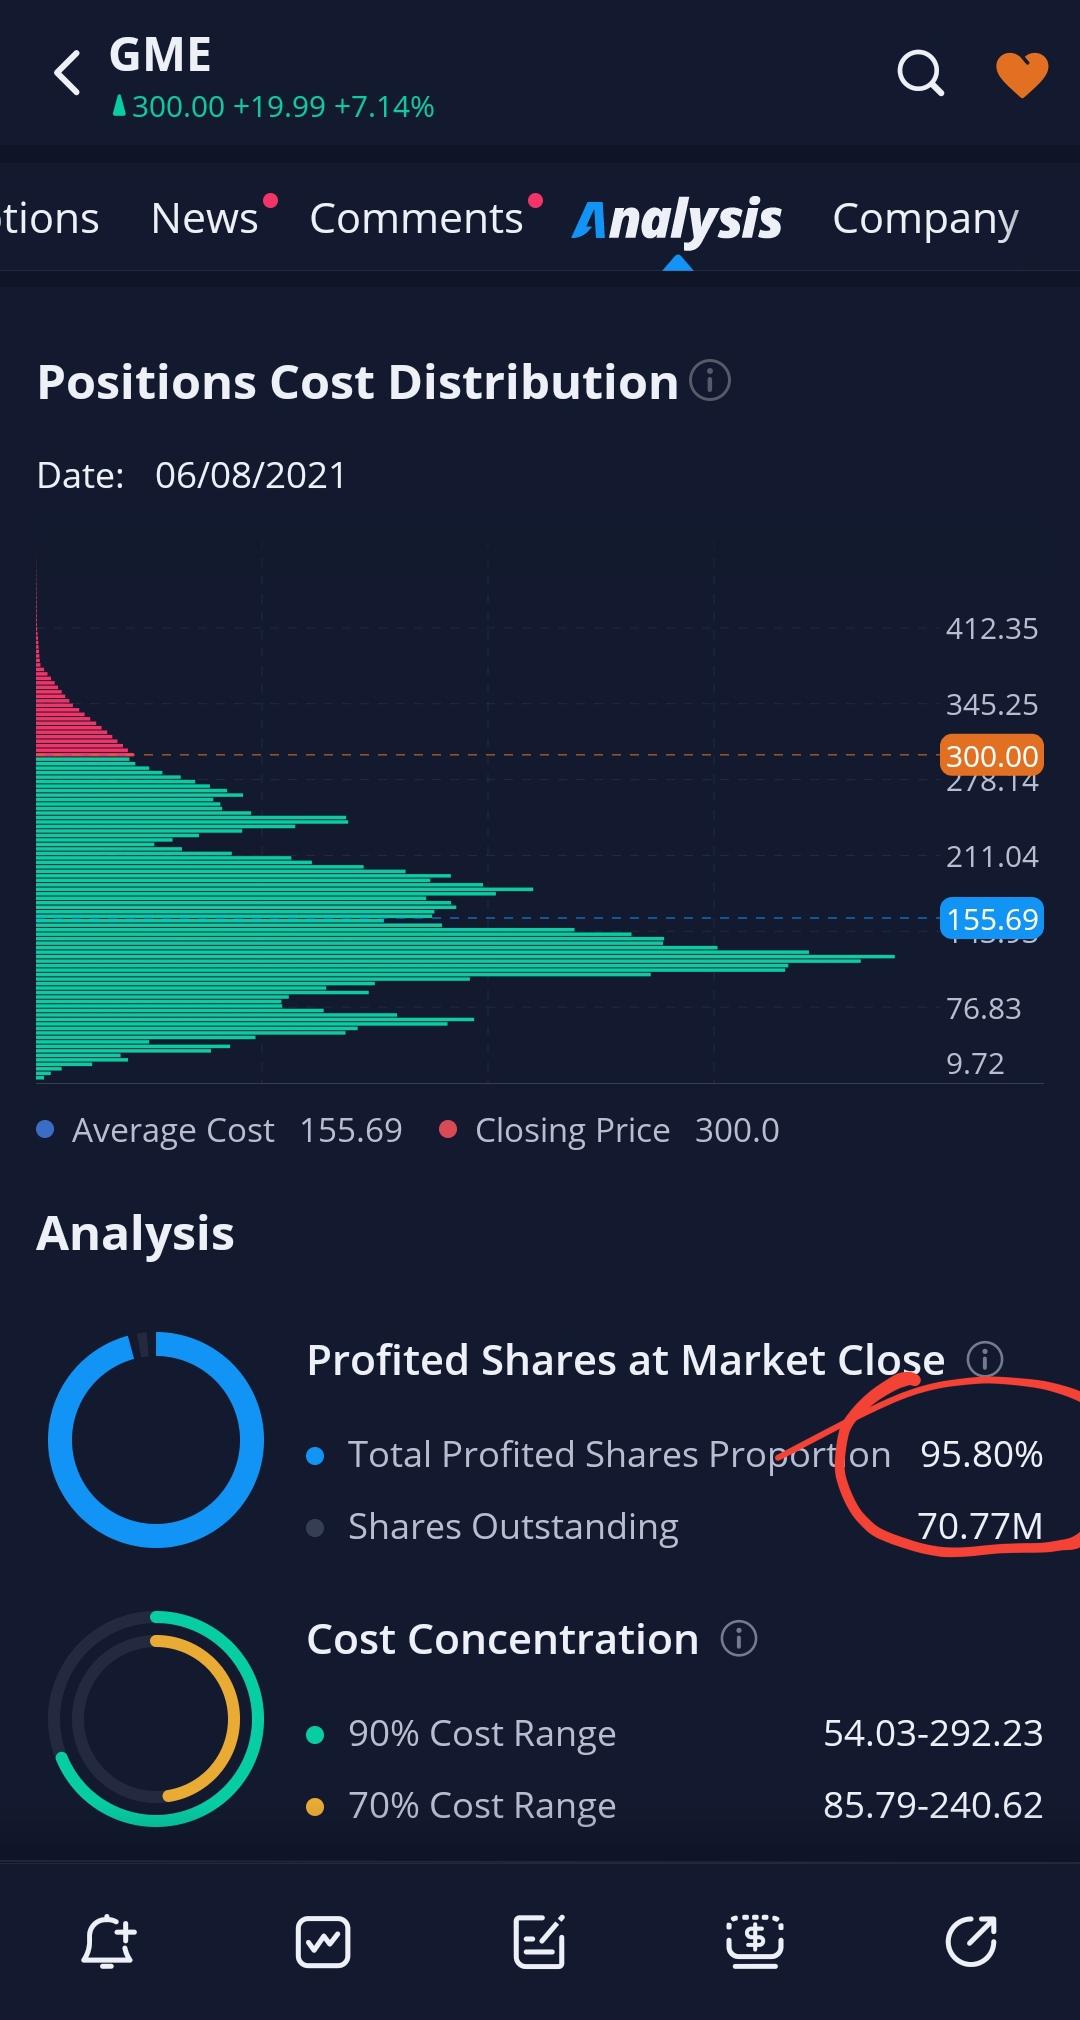 GME
300.00 +19.99 +7.14%
tions News Comments Analysis Company
Positions Cost Distribution
Date: 06/08/2021
412.35
345.25
300.00
278.14
211.04
155.69
76.83
9.72
Average Cost 155.69 Closing Price 300.0
Analysis
Profited Shares at Market Close
Total Profited Shares Proportion 95.80%
Shares Outstanding 70.77M
Cost Concentration
90% Cost Range 54.03-292.23
70% Cost Range 85.79-240.62